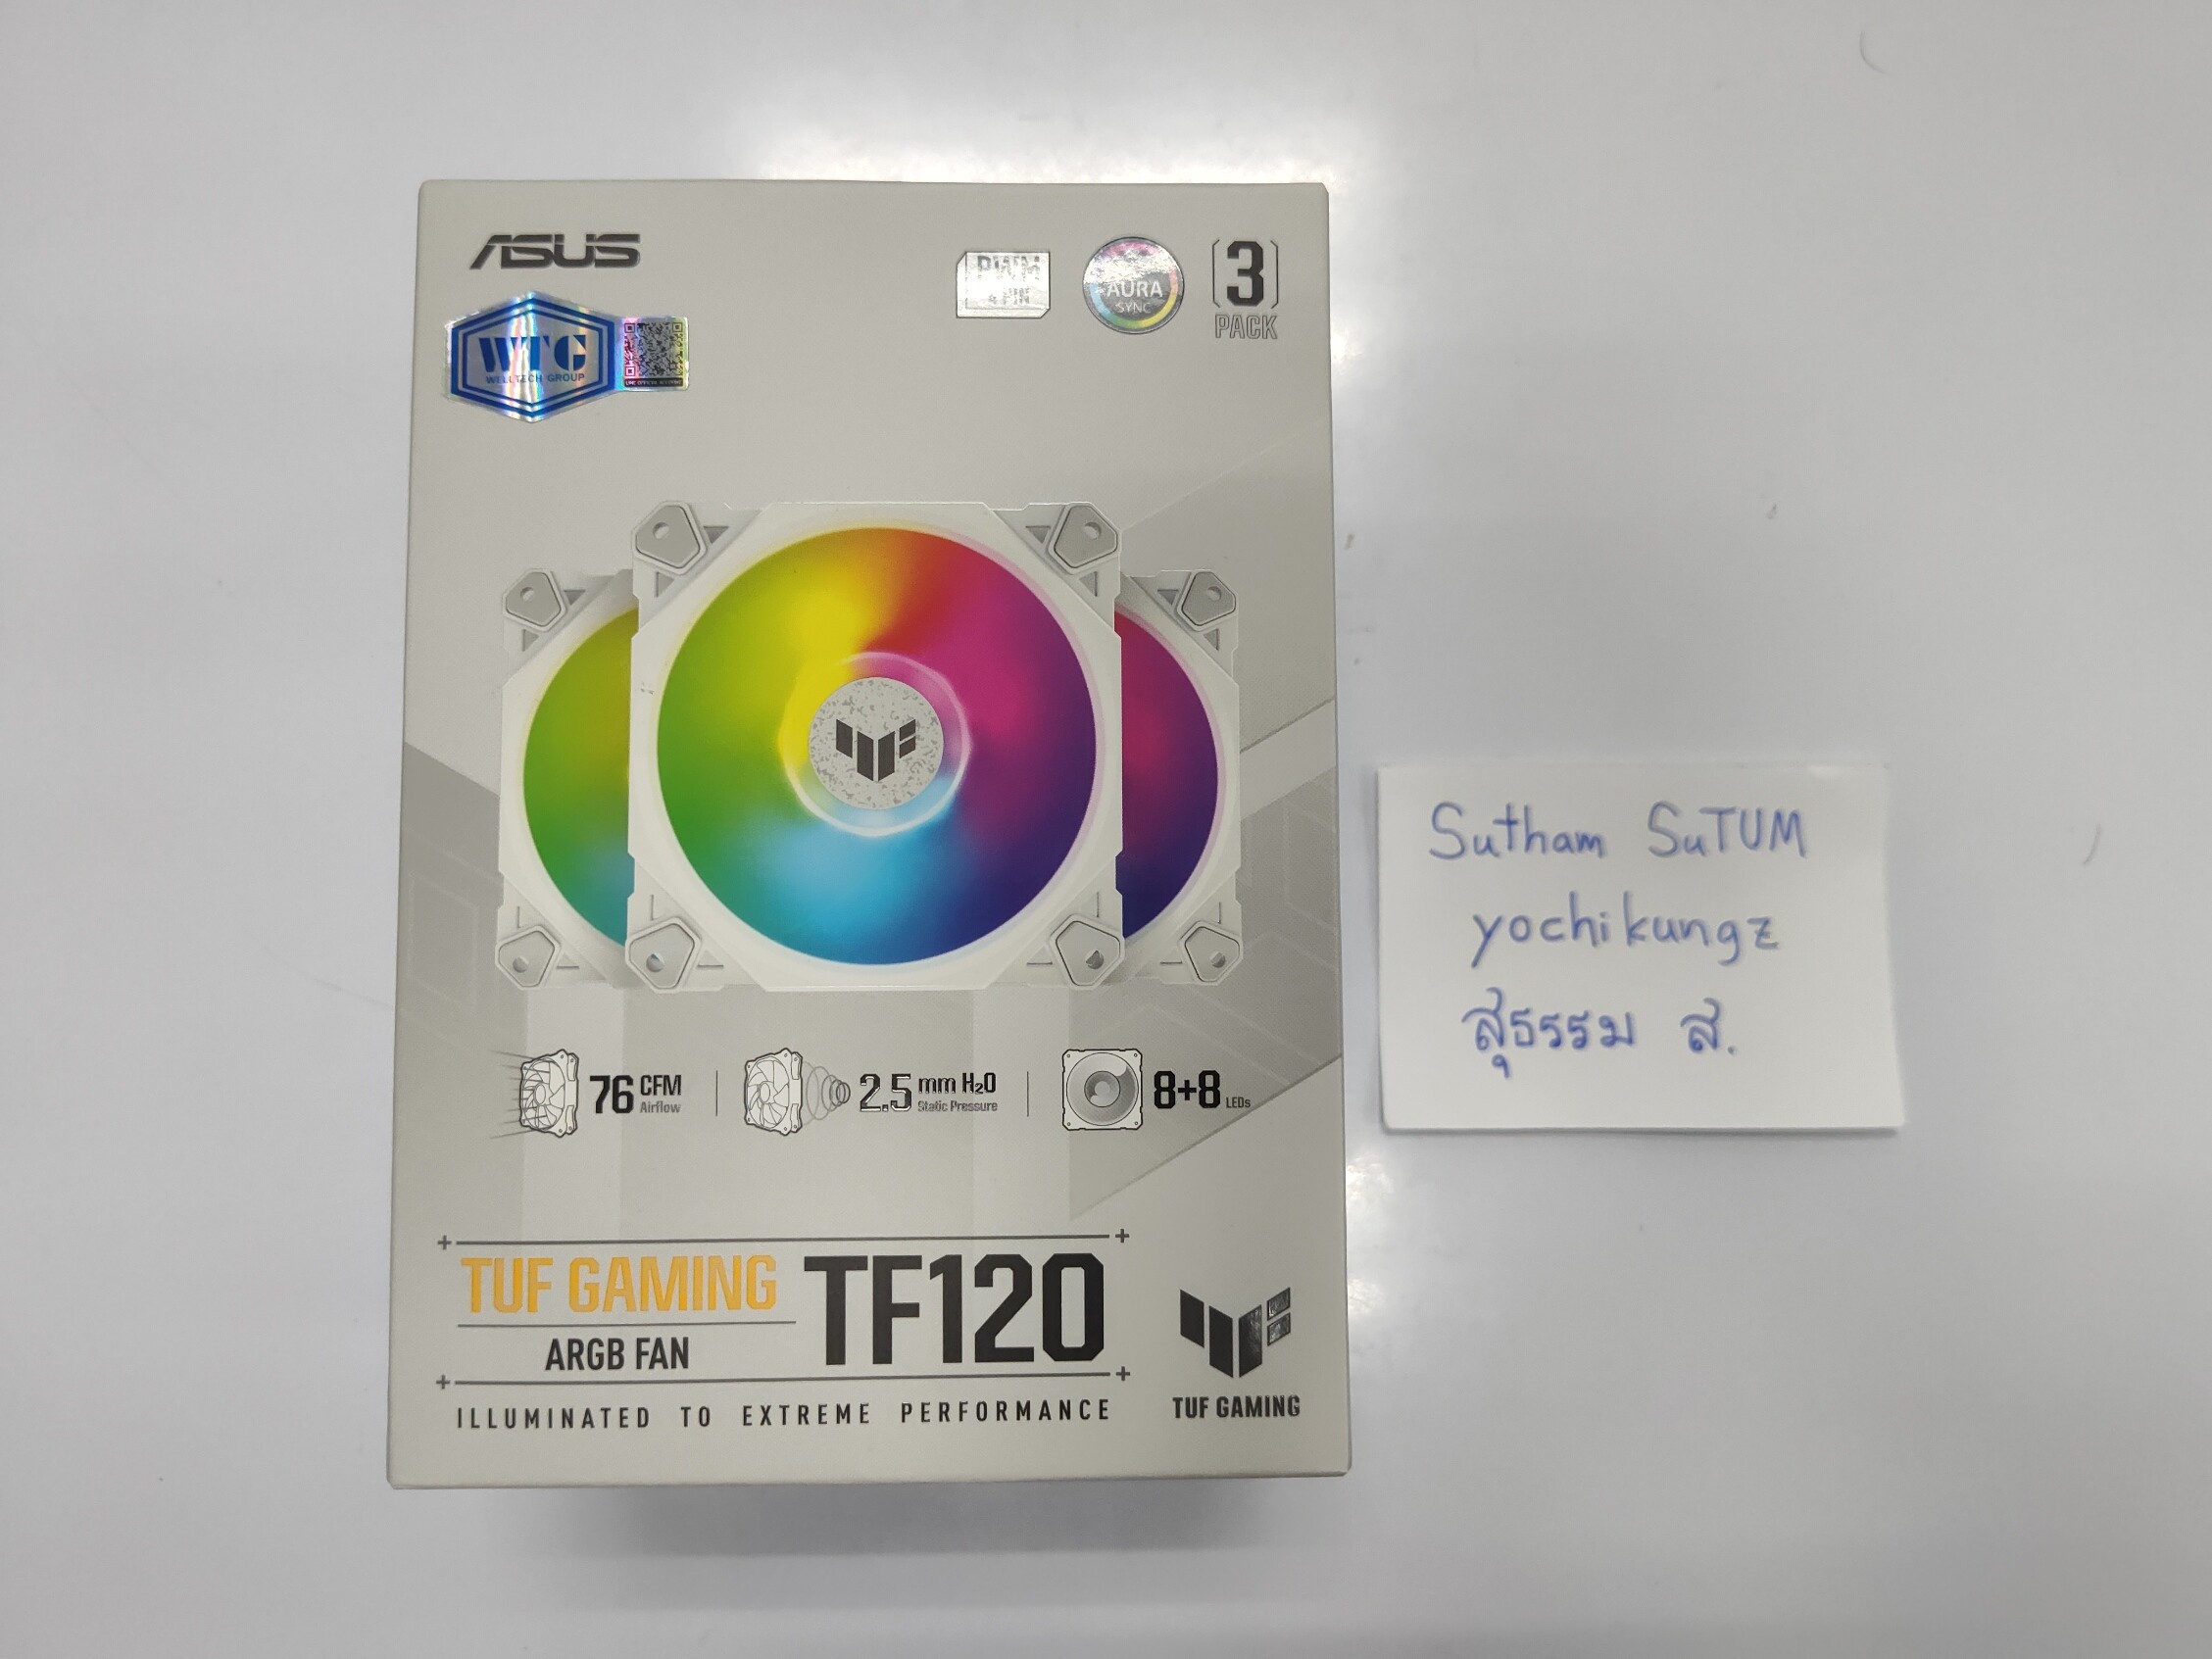 ASUS
PWM
4 PIN
AURA
SYNC
3
PACK
WTG
WELLTECH GROUP
76 CFM
Airflow
2.5 mm H₂O
Static Pressure
8+8 LEDs
TUF GAMING
ARGB FAN
TF120
ILLUMINATED TO EXTREME PERFORMANCE
TUF GAMING
Sutham SuTUM
yochikungz
สุธรรม ส.